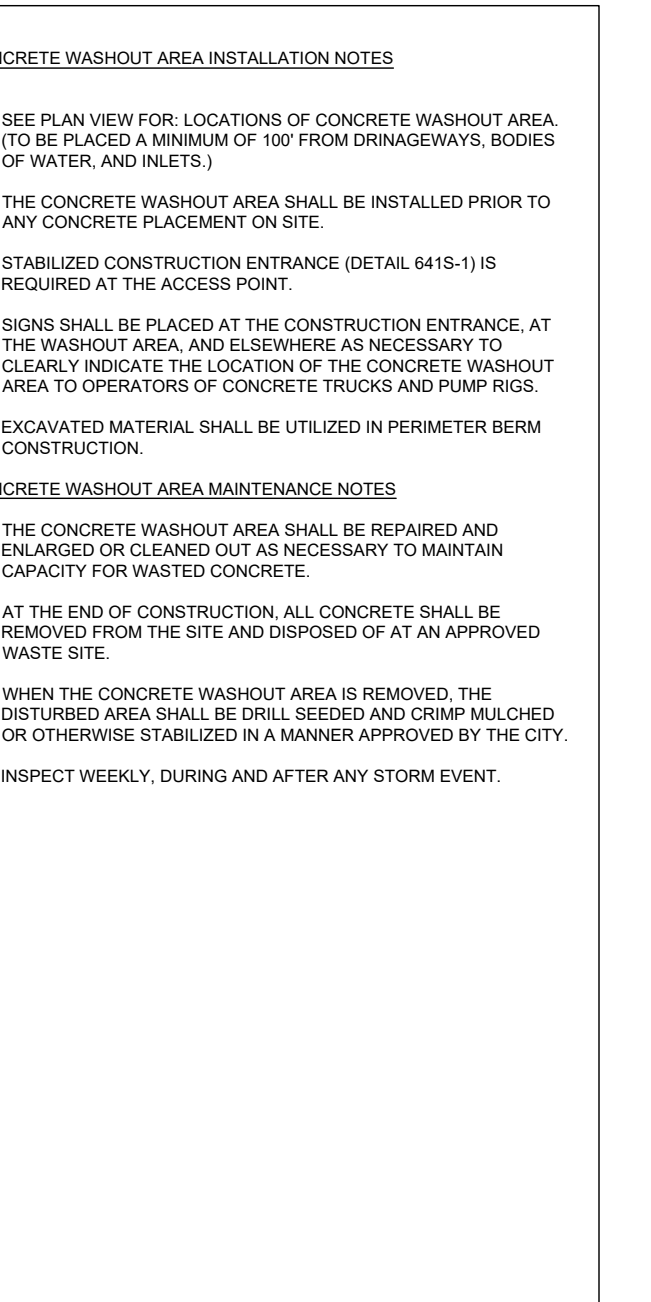 NCRETE WASHOUT AREA INSTALLATION NOTES
SEE PLAN VIEW FOR: LOCATIONS OF CONCRETE WASHOUT AREA.
(TO BE PLACED A MINIMUM OF 100' FROM DRINAGEWAYS, BODIES
OF WATER, AND INLETS.)
THE CONCRETE WASHOUT AREA SHALL BE INSTALLED PRIOR TO
ANY CONCRETE PLACEMENT ON SITE.
STABILIZED CONSTRUCTION ENTRANCE (DETAIL 641S-1) IS
REQUIRED AT THE ACCESS POINT.
SIGNS SHALL BE PLACED AT THE CONSTRUCTION ENTRANCE, AT
THE WASHOUT AREA, AND ELSEWHERE AS NECESSARY TO
CLEARLY INDICATE THE LOCATION OF THE CONCRETE WASHOUT
AREA TO OPERATORS OF CONCRETE TRUCKS AND PUMP RIGS.
EXCAVATED MATERIAL SHALL BE UTILIZED IN PERIMETER BERM
CONSTRUCTION.
NCRETE WASHOUT AREA MAINTENANCE NOTES
THE CONCRETE WASHOUT AREA SHALL BE REPAIRED AND
ENLARGED OR CLEANED OUT AS NECESSARY TO MAINTAIN
CAPACITY FOR WASTED CONCRETE.
AT THE END OF CONSTRUCTION, ALL CONCRETE SHALL BE
REMOVED FROM THE SITE AND DISPOSED OF AT AN APPROVED
WASTE SITE.
WHEN THE CONCRETE WASHOUT AREA IS REMOVED, THE
DISTURBED AREA SHALL BE DRILL SEEDED AND CRIMP MULCHED
OR OTHERWISE STABILIZED IN A MANNER APPROVED BY THE CITY.
INSPECT WEEKLY, DURING AND AFTER ANY STORM EVENT.